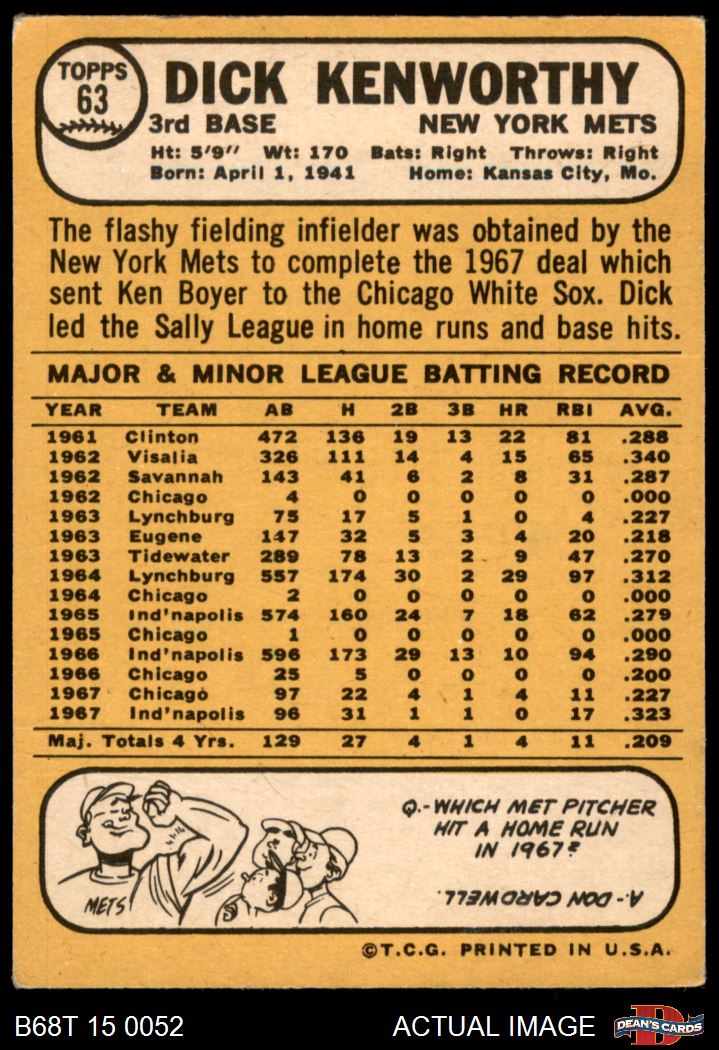 TOPPS
63
DICK KENWORTHY
3rd BASE NEW YORK METS
Ht: 5'9" Wt: 170 Bats: Right Throws: Right
Born: April 1, 1941 Home: Kansas City, Mo.
The flashy fielding infielder was obtained by the
New York Mets to complete the 1967 deal which
sent Ken Boyer to the Chicago White Sox. Dick
led the Sally League in home runs and base hits.
MAJOR & MINOR LEAGUE BATTING RECORD
YEAR TEAM AB H 2B 3B HR RBI AVG.
1961 Clinton 472 136 19 13 22 81 .288
1962 Visalia 326 111 14 4 15 65 .340
1962 Savannah 143 41 6 2 8 31 .287
1962 Chicago 4 0 0 0 0 0 .000
1963 Lynchburg 75 17 5 1 0 4 .227
1963 Eugene 147 32 5 3 4 20 .218
1963 Tidewater 289 78 13 2 9 47 .270
1964 Lynchburg 557 174 30 2 29 97 .312
1964 Chicago 2 0 0 0 0 0 .000
1965 Ind'napolis 574 160 24 7 18 62 .279
1965 Chicago 1 0 0 0 0 0 .000
1966 Ind'napolis 596 173 29 13 10 94 .290
1966 Chicago 25 5 0 0 0 0 .200
1967 Chicago 97 22 4 1 4 11 .227
1967 Ind'napolis 96 31 1 1 0 17 .323
Maj. Totals 4 Yrs. 129 27 4 1 4 11 .209
Q.-WHICH MET PITCHER
HIT A HOME RUN
IN 1967?
A.-DON CARDWELL.
METS
©T.C.G. PRINTED IN U.S.A.
B68T 15 0052 ACTUAL IMAGE DEAN'S CARDS